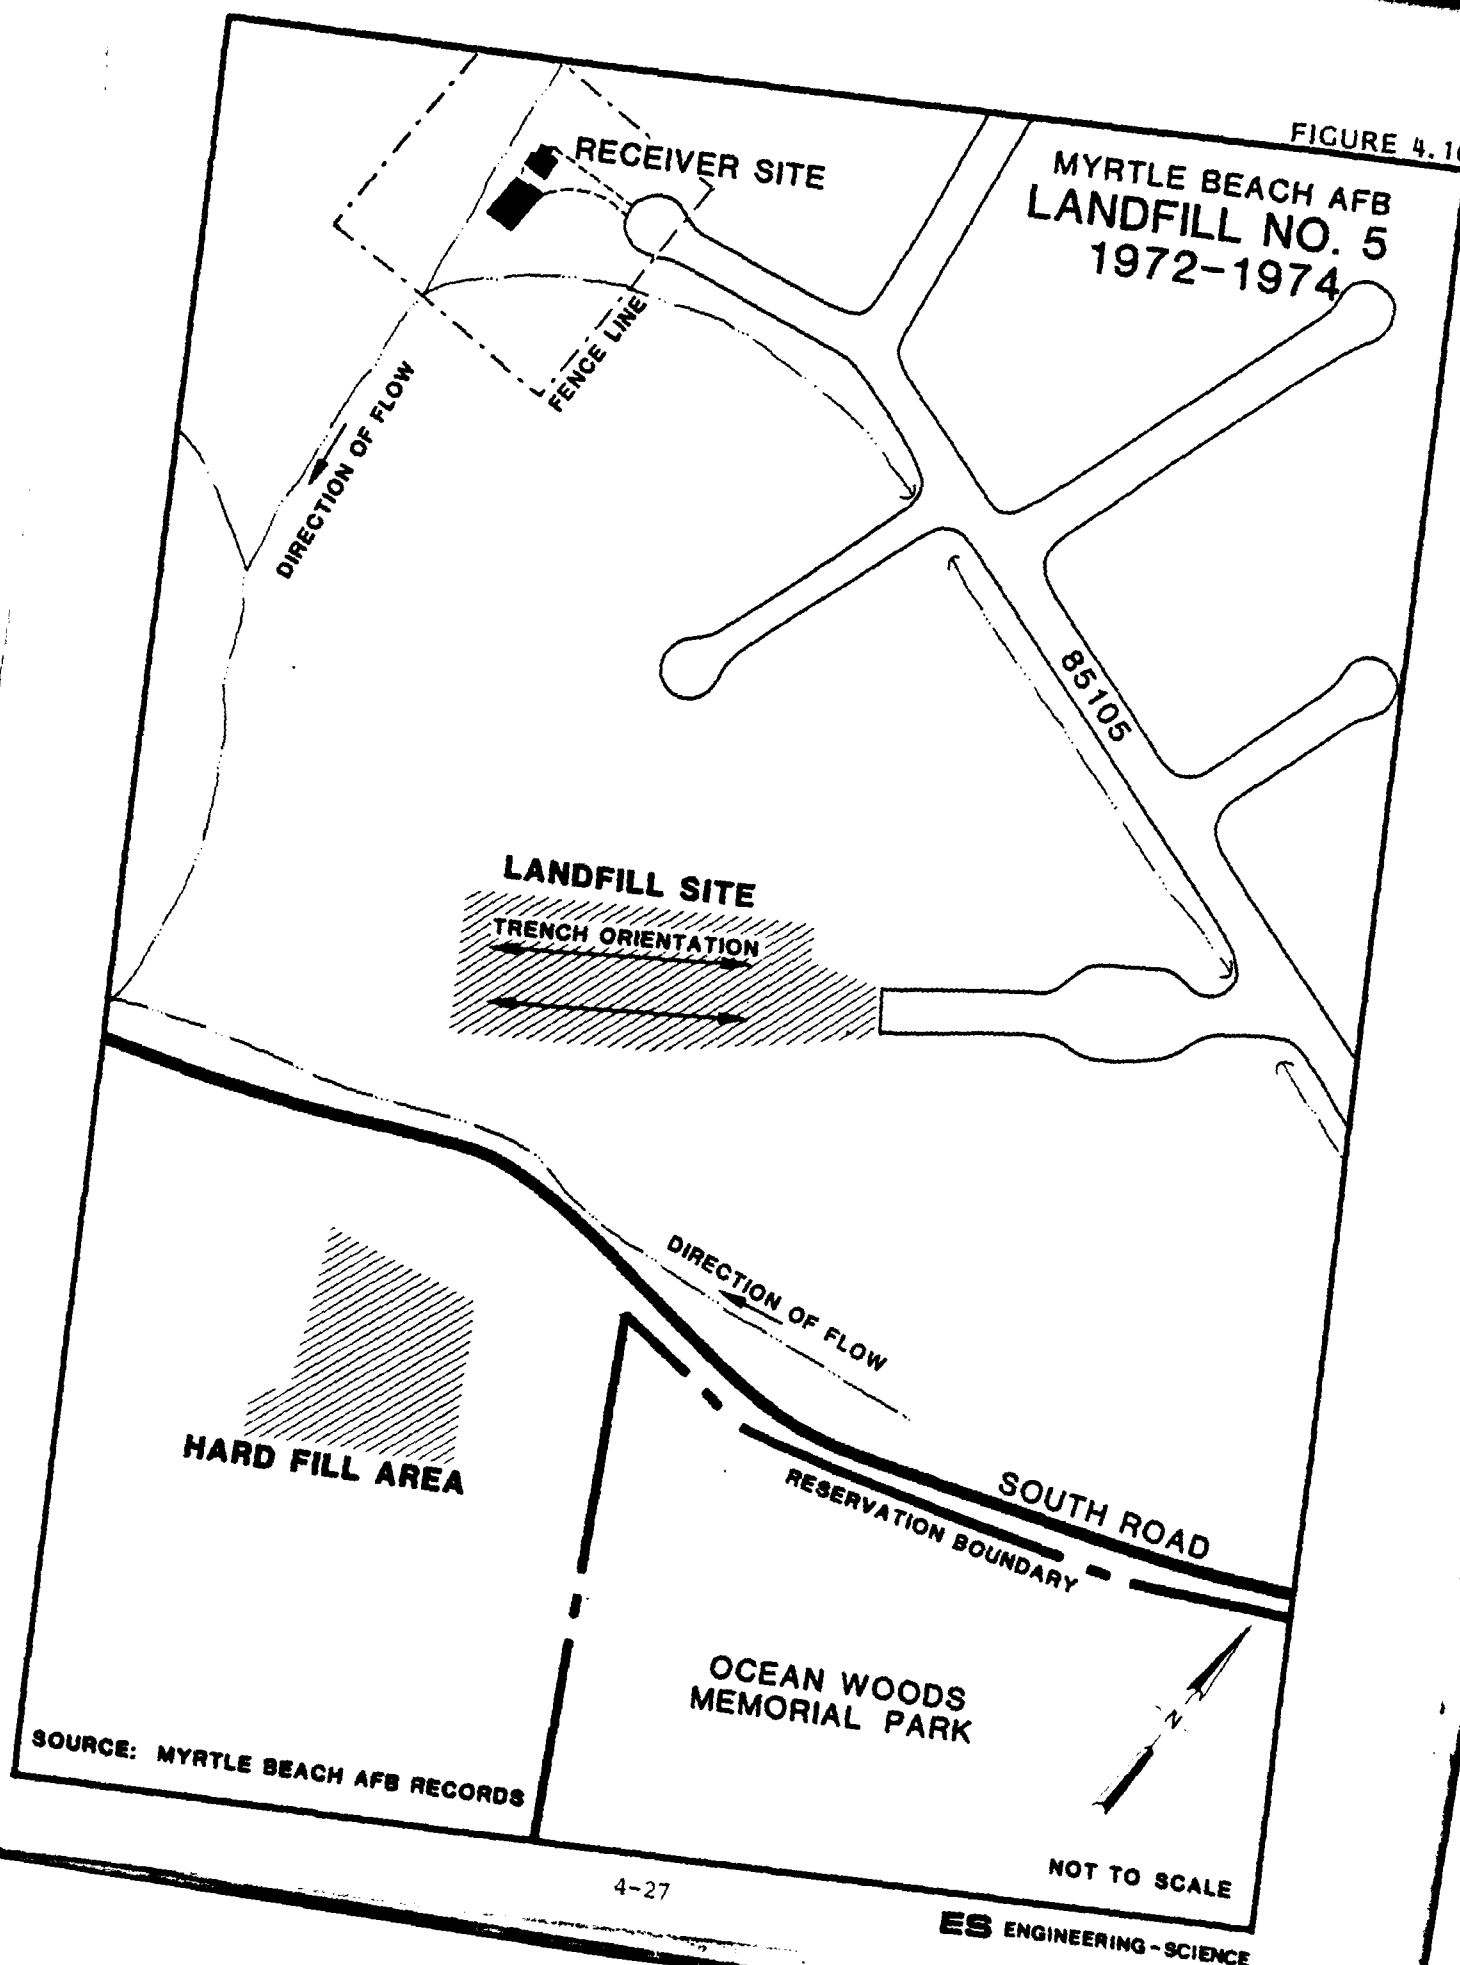 FIGURE 4.10
MYRTLE BEACH AFB
LANDFILL NO. 5
1972-1974
RECEIVER SITE
FENCE LINE
DIRECTION OF FLOW
85105
LANDFILL SITE
TRENCH ORIENTATION
DIRECTION OF FLOW
HARD FILL AREA
SOUTH ROAD
RESERVATION BOUNDARY
OCEAN WOODS
MEMORIAL PARK
N
SOURCE: MYRTLE BEACH AFB RECORDS
NOT TO SCALE
4-27
ES ENGINEERING-SCIENCE